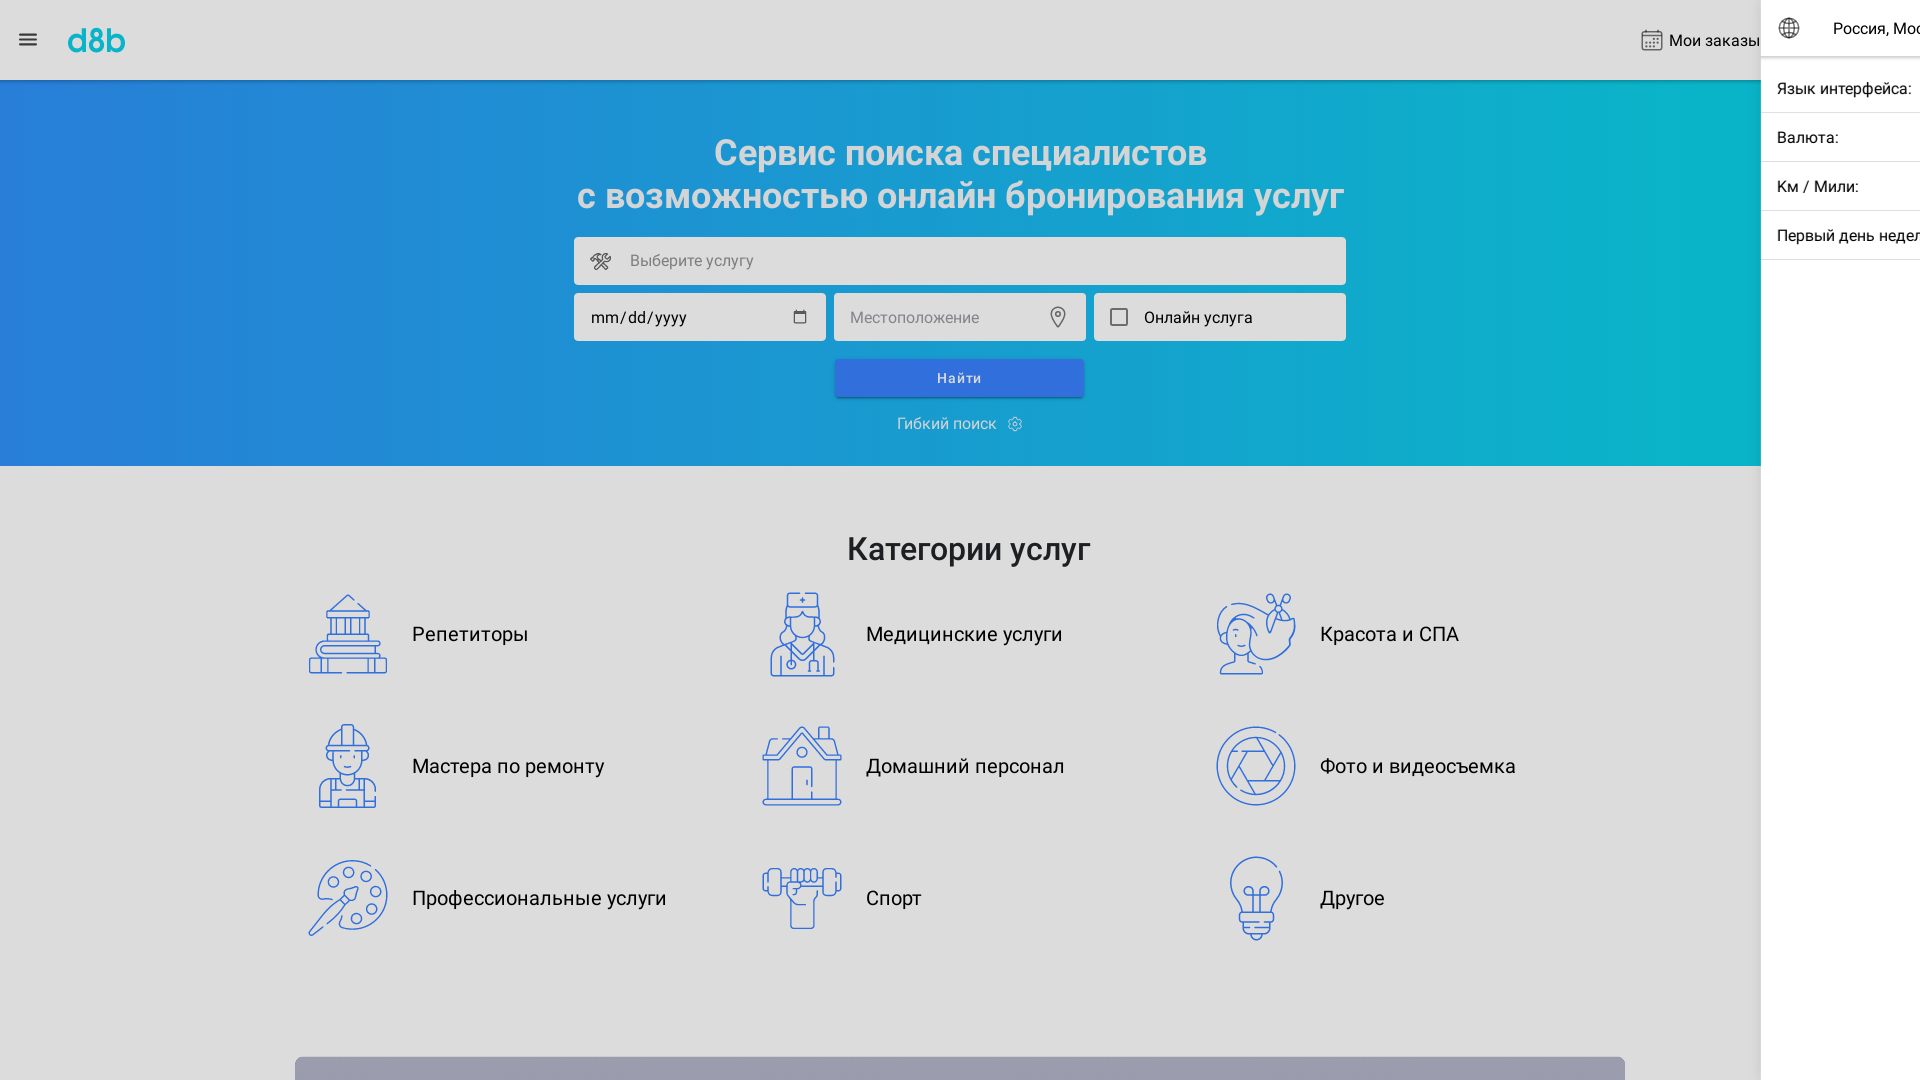 d8b
Мои заказы
Россия,
Язык интерфейса:
Валюта:
Км / Мили:
Первый день
Сервис поиска специалистов
с возможностью онлайн бронирования услуг
Выберите услугу
mm/dd/yyyy
Местоположение
Онлайн услуга
Найти
Гибкий поиск
Категории услуг
Репетиторы
Медицинские услуги
Красота и СПА
Мастера по ремонту
Домашний персонал
Фото и видеосъемка
Профессиональные услуги
Спорт
Другое